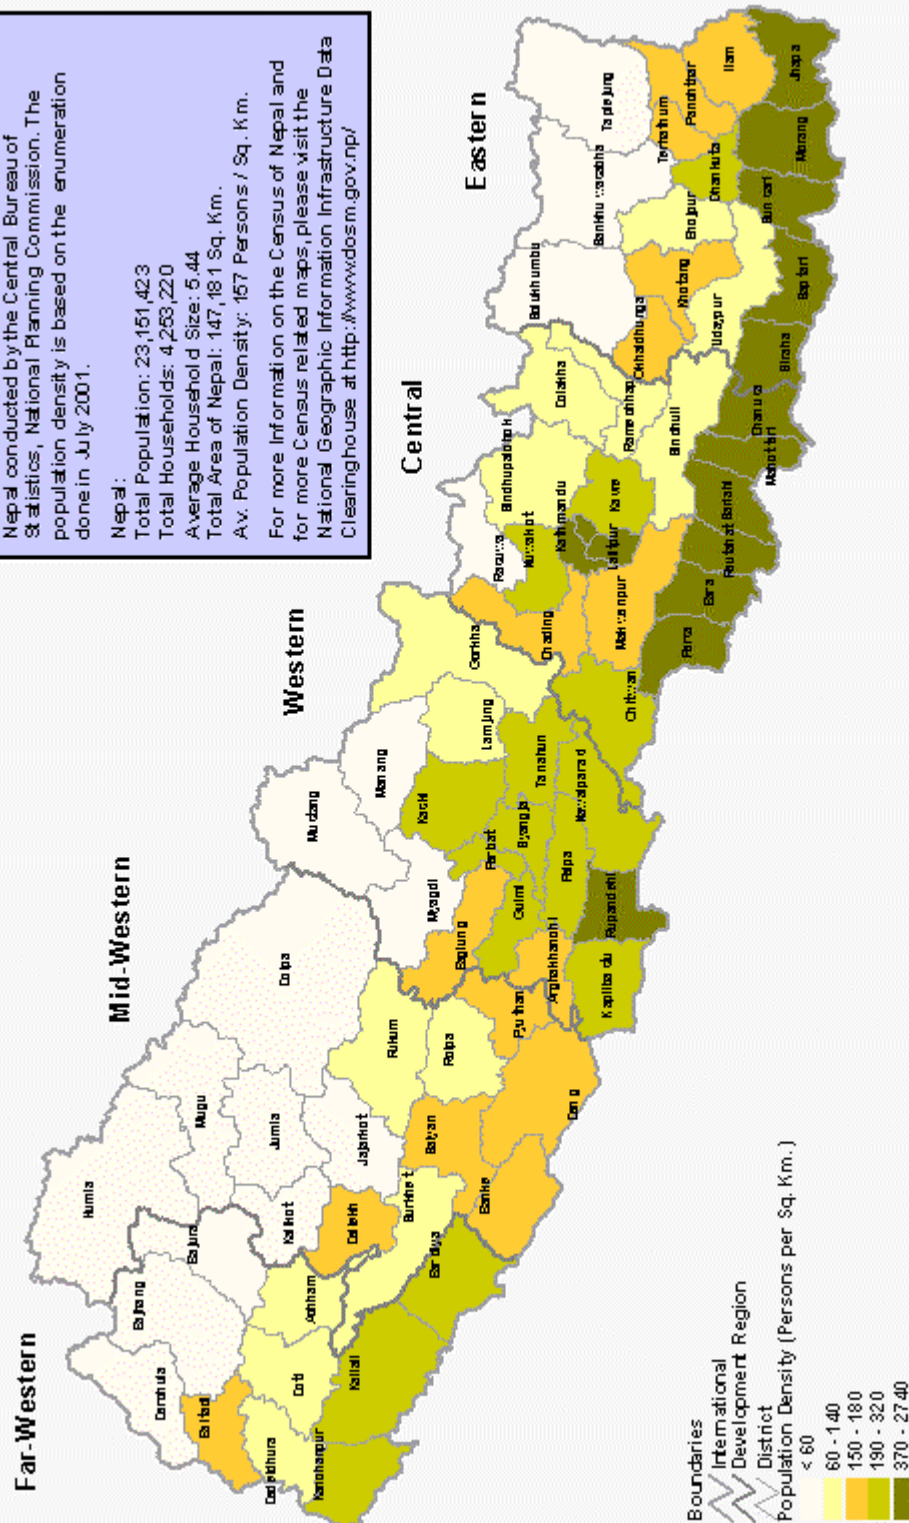 Nepal conducted by the Central Bureau of
Statistics, National Planning Commission. The
population density is based on the enumeration
done in July 2001.
Nepal:
Total Population: 23,151,423
Total Households: 4,253,220
Average Household Size: 5.44
Total Area of Nepal: 147,181 Sq. Km.
Av. Population Density: 157 Persons / Sq. Km.
For more Information on the Census of Nepal and
for more Census related maps, please visit the
National Geographic Information Infrastructure Data
Clearinghouse at http://www.dosm.gov.np/
Far-Western
Mid-Western
Western
Central
Eastern
Humla
Darchula
Bajhang
Bajura
Mugu
Baitadi
Dadeldhura
Doti
Achham
Kalikot
Jumla
Dolpa
Kanchanpur
Kailali
Dailekh
Jajarkot
Rukum
Bardiya
Surkhet
Salyan
Rolpa
Banke
Dang
Pyuthan
Mustang
Manang
Myagdi
Kaski
Lamjung
Gorkha
Baglung
Parbat
Gulmi
Syangja
Tanahun
Arghakhanchi
Palpa
Nawalparasi
Kapilbastu
Rupandehi
Rasuwa
Nuwakot
Sindhupalchok
Dhading
Kathmandu
Lalitpur
Kavre
Dolakha
Ramechhap
Sindhuli
Makwanpur
Chitwan
Parsa
Bara
Rautahat
Sarlahi
Mahottari
Dhanusa
Solukhumbu
Sankhuwasabha
Taplejung
Okhaldhunga
Khotang
Bhojpur
Terhathum
Panchthar
Ilam
Dhankuta
Udaypur
Siraha
Saptari
Sunsari
Morang
Jhapa
Boundaries
International
Development Region
District
Population Density (Persons per Sq. Km.)
< 60
60 - 140
150 - 180
190 - 320
370 - 2740